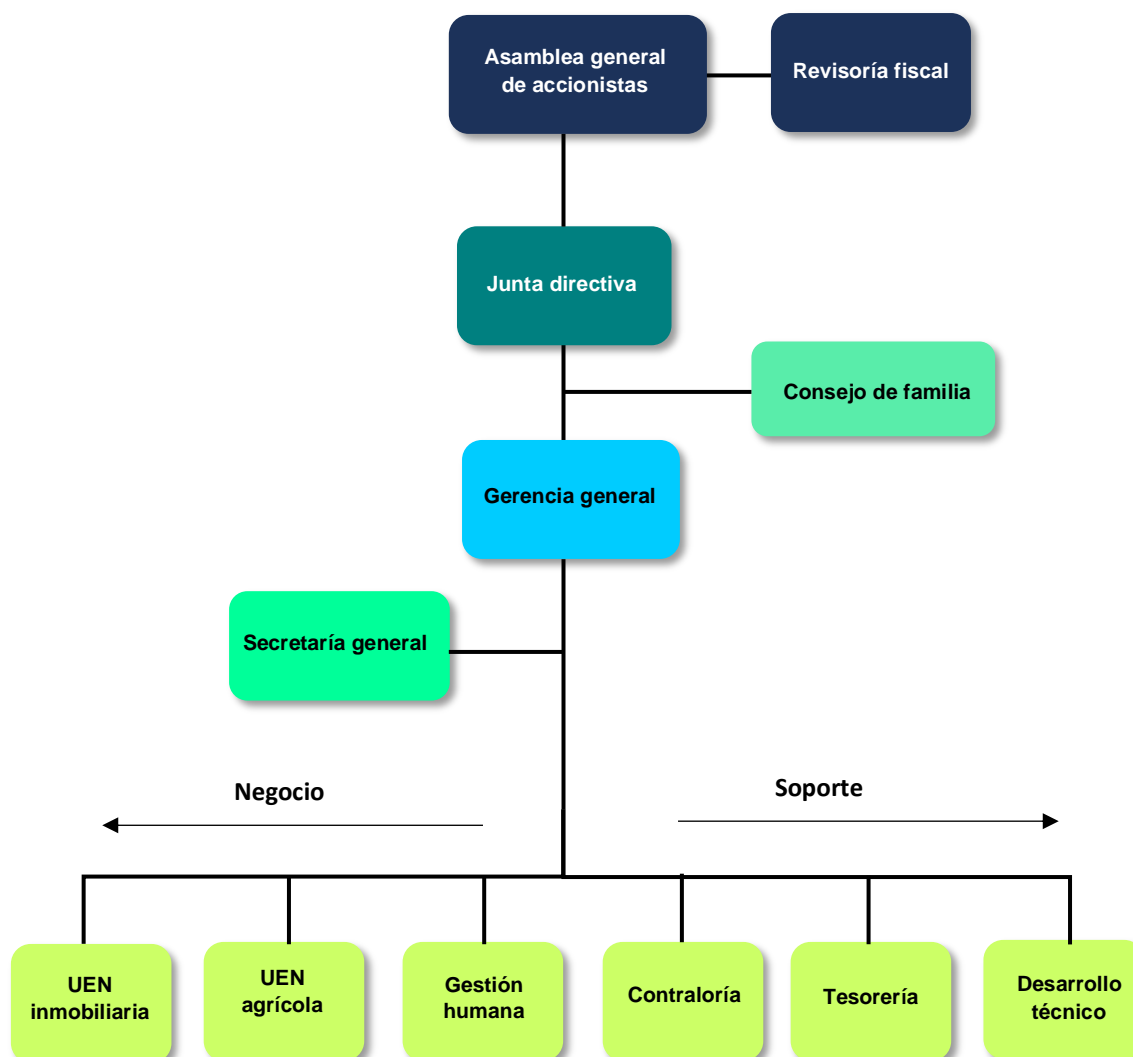 Asamblea general
de accionistas
Revisoría fiscal
Junta directiva
Consejo de familia
Gerencia general
Secretaría general
Negocio
Soporte
UEN
inmobiliaria
UEN
agrícola
Gestión
humana
Contraloría
Tesorería
Desarrollo
técnico